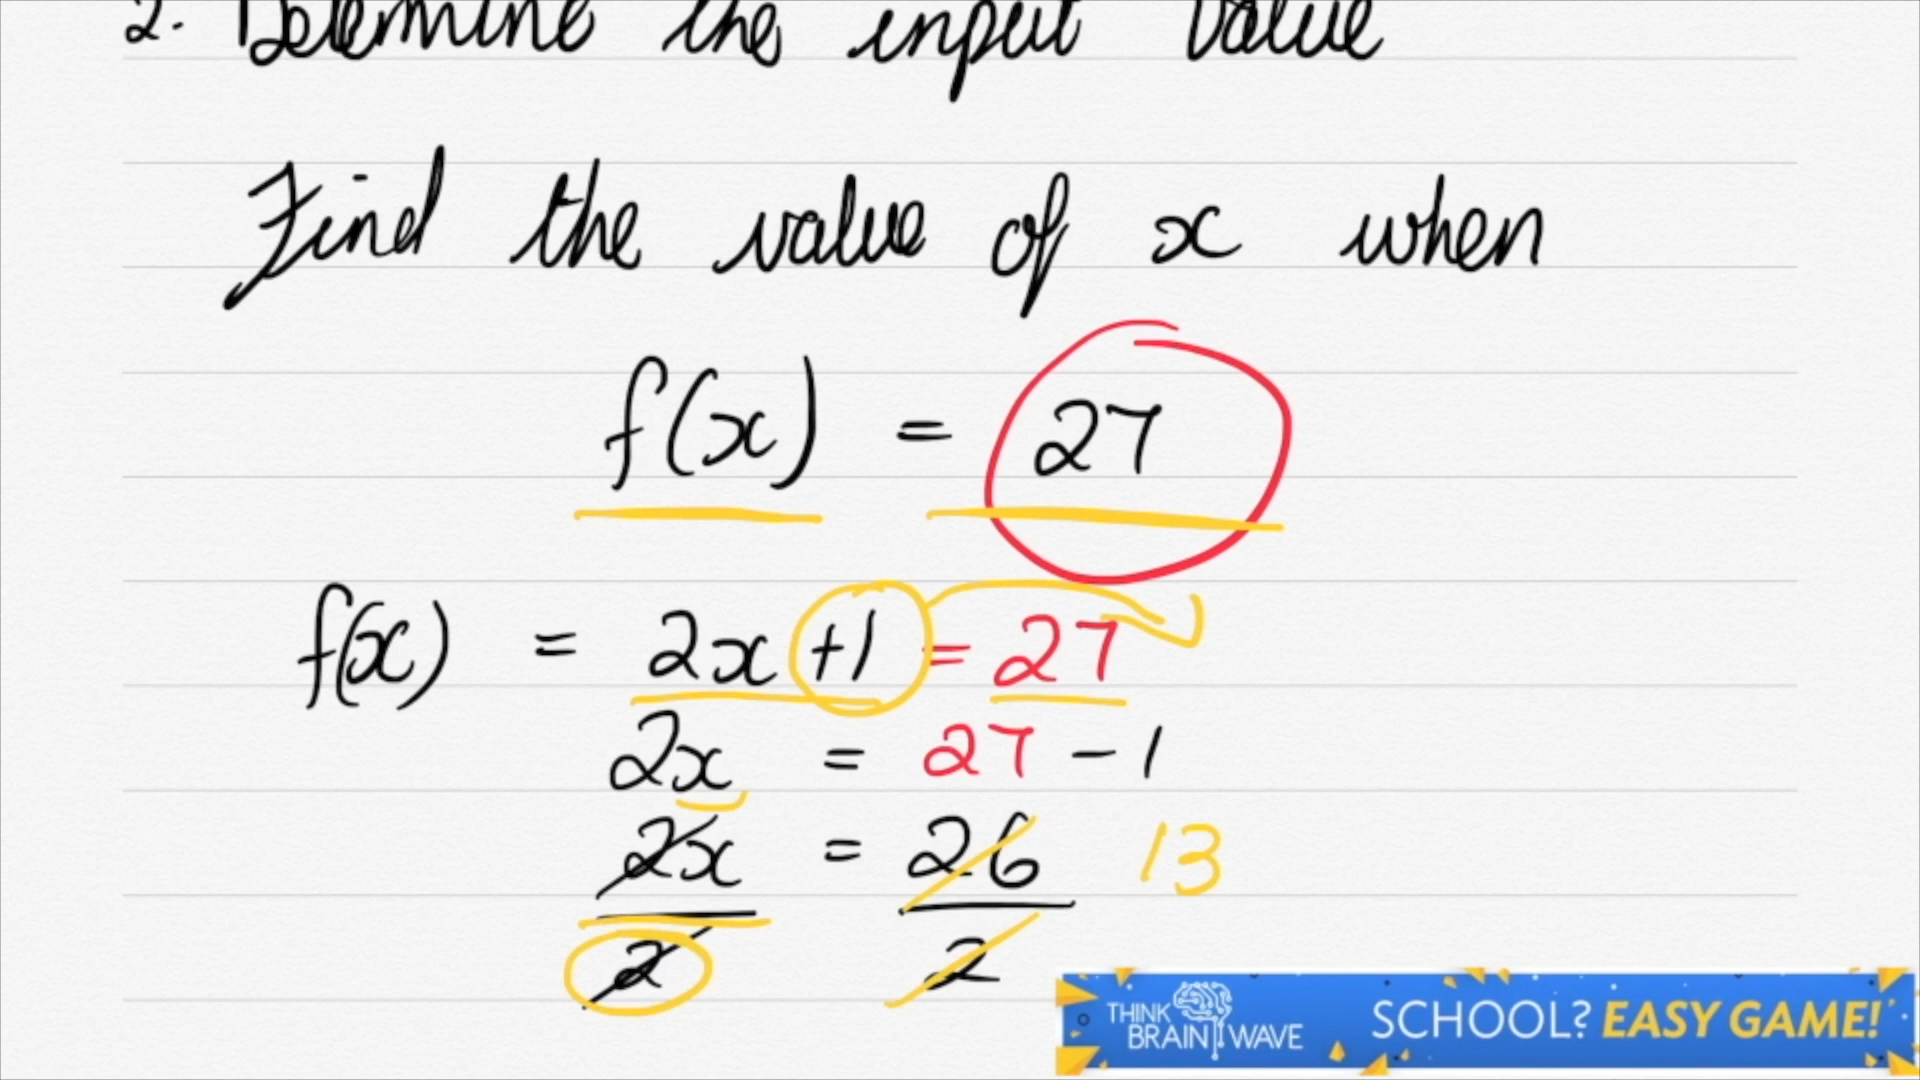 2. Determine the input value
Find the value of x when
f(x) = 27
f(x) = 2x +1 = 27
2x = 27 - 1
2x = 26 13
2 2
THINK BRAIN WAVE
SCHOOL? EASY GAME!